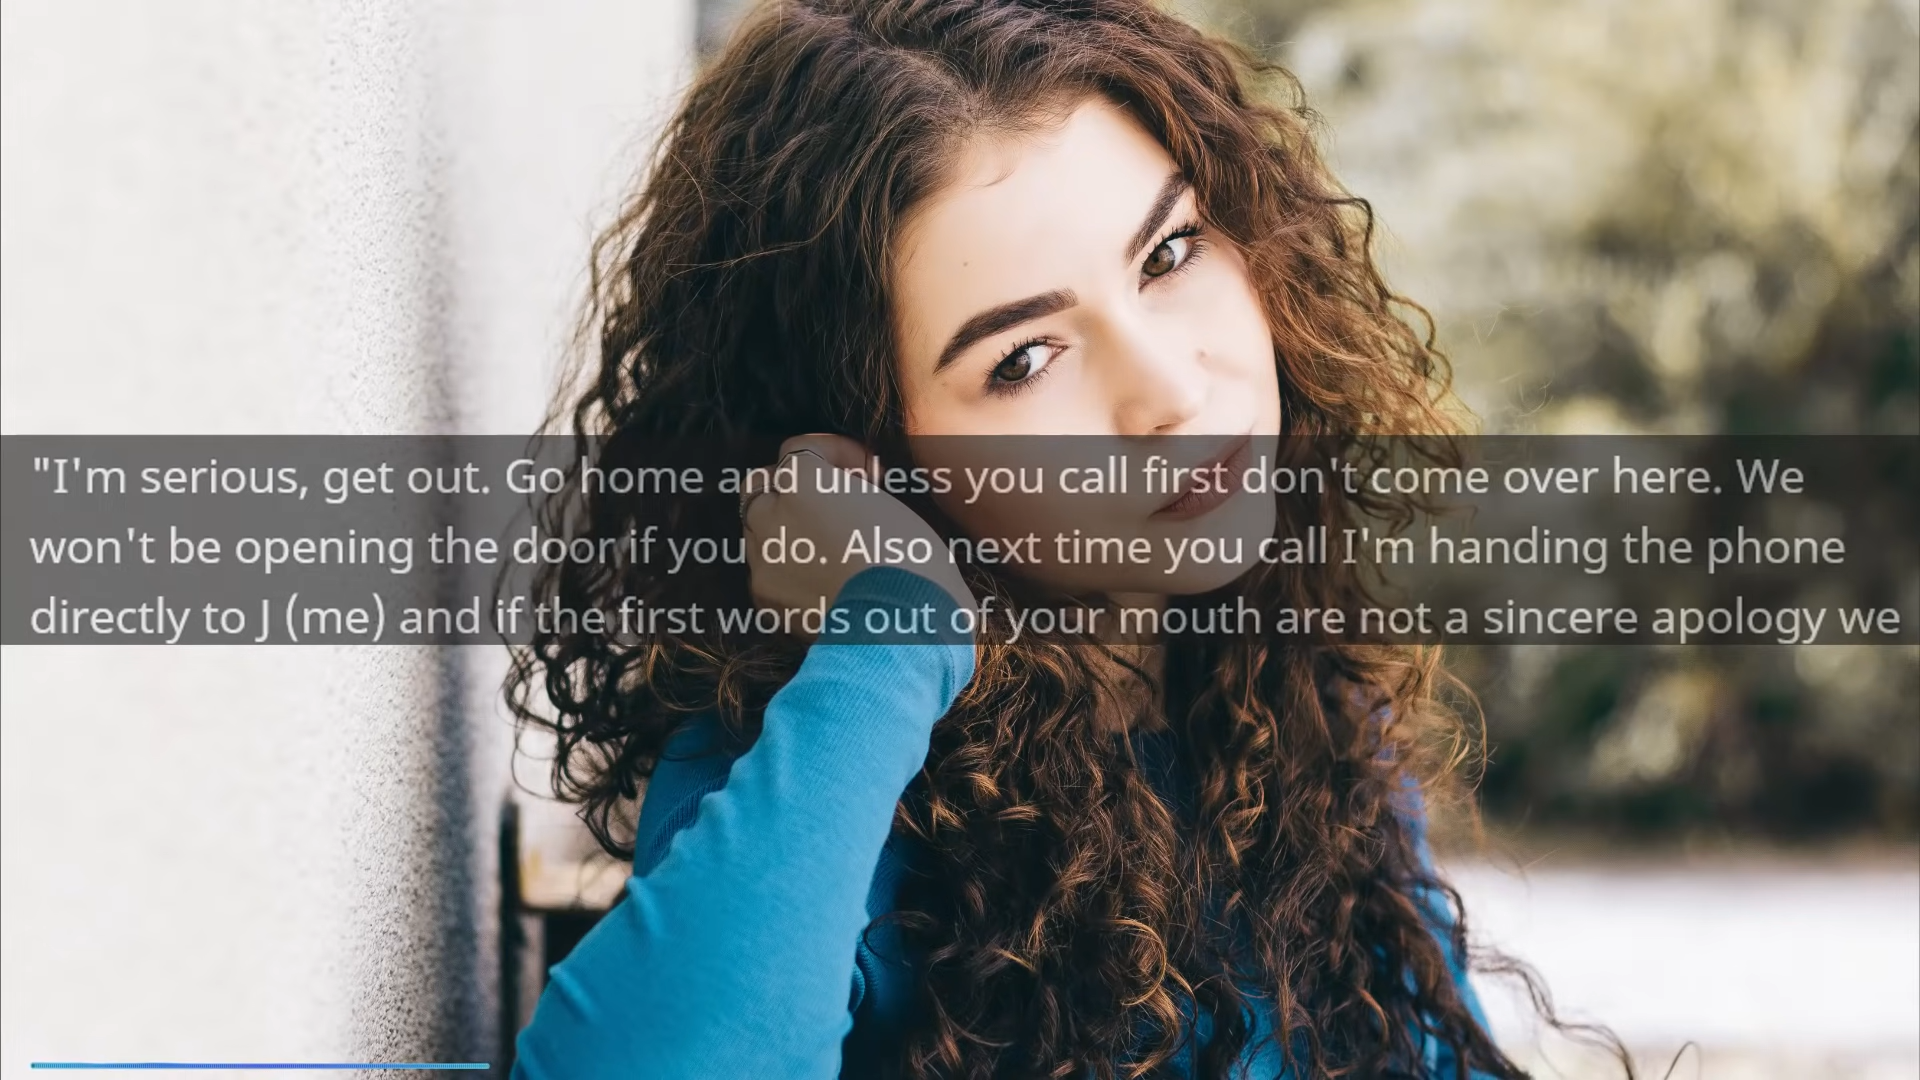 "I'm serious, get out. Go home and unless you call first don't come over here. We
won't be opening the door if you do. Also next time you call I'm handing the phone
directly to J (me) and if the first words out of your mouth are not a sincere apology we